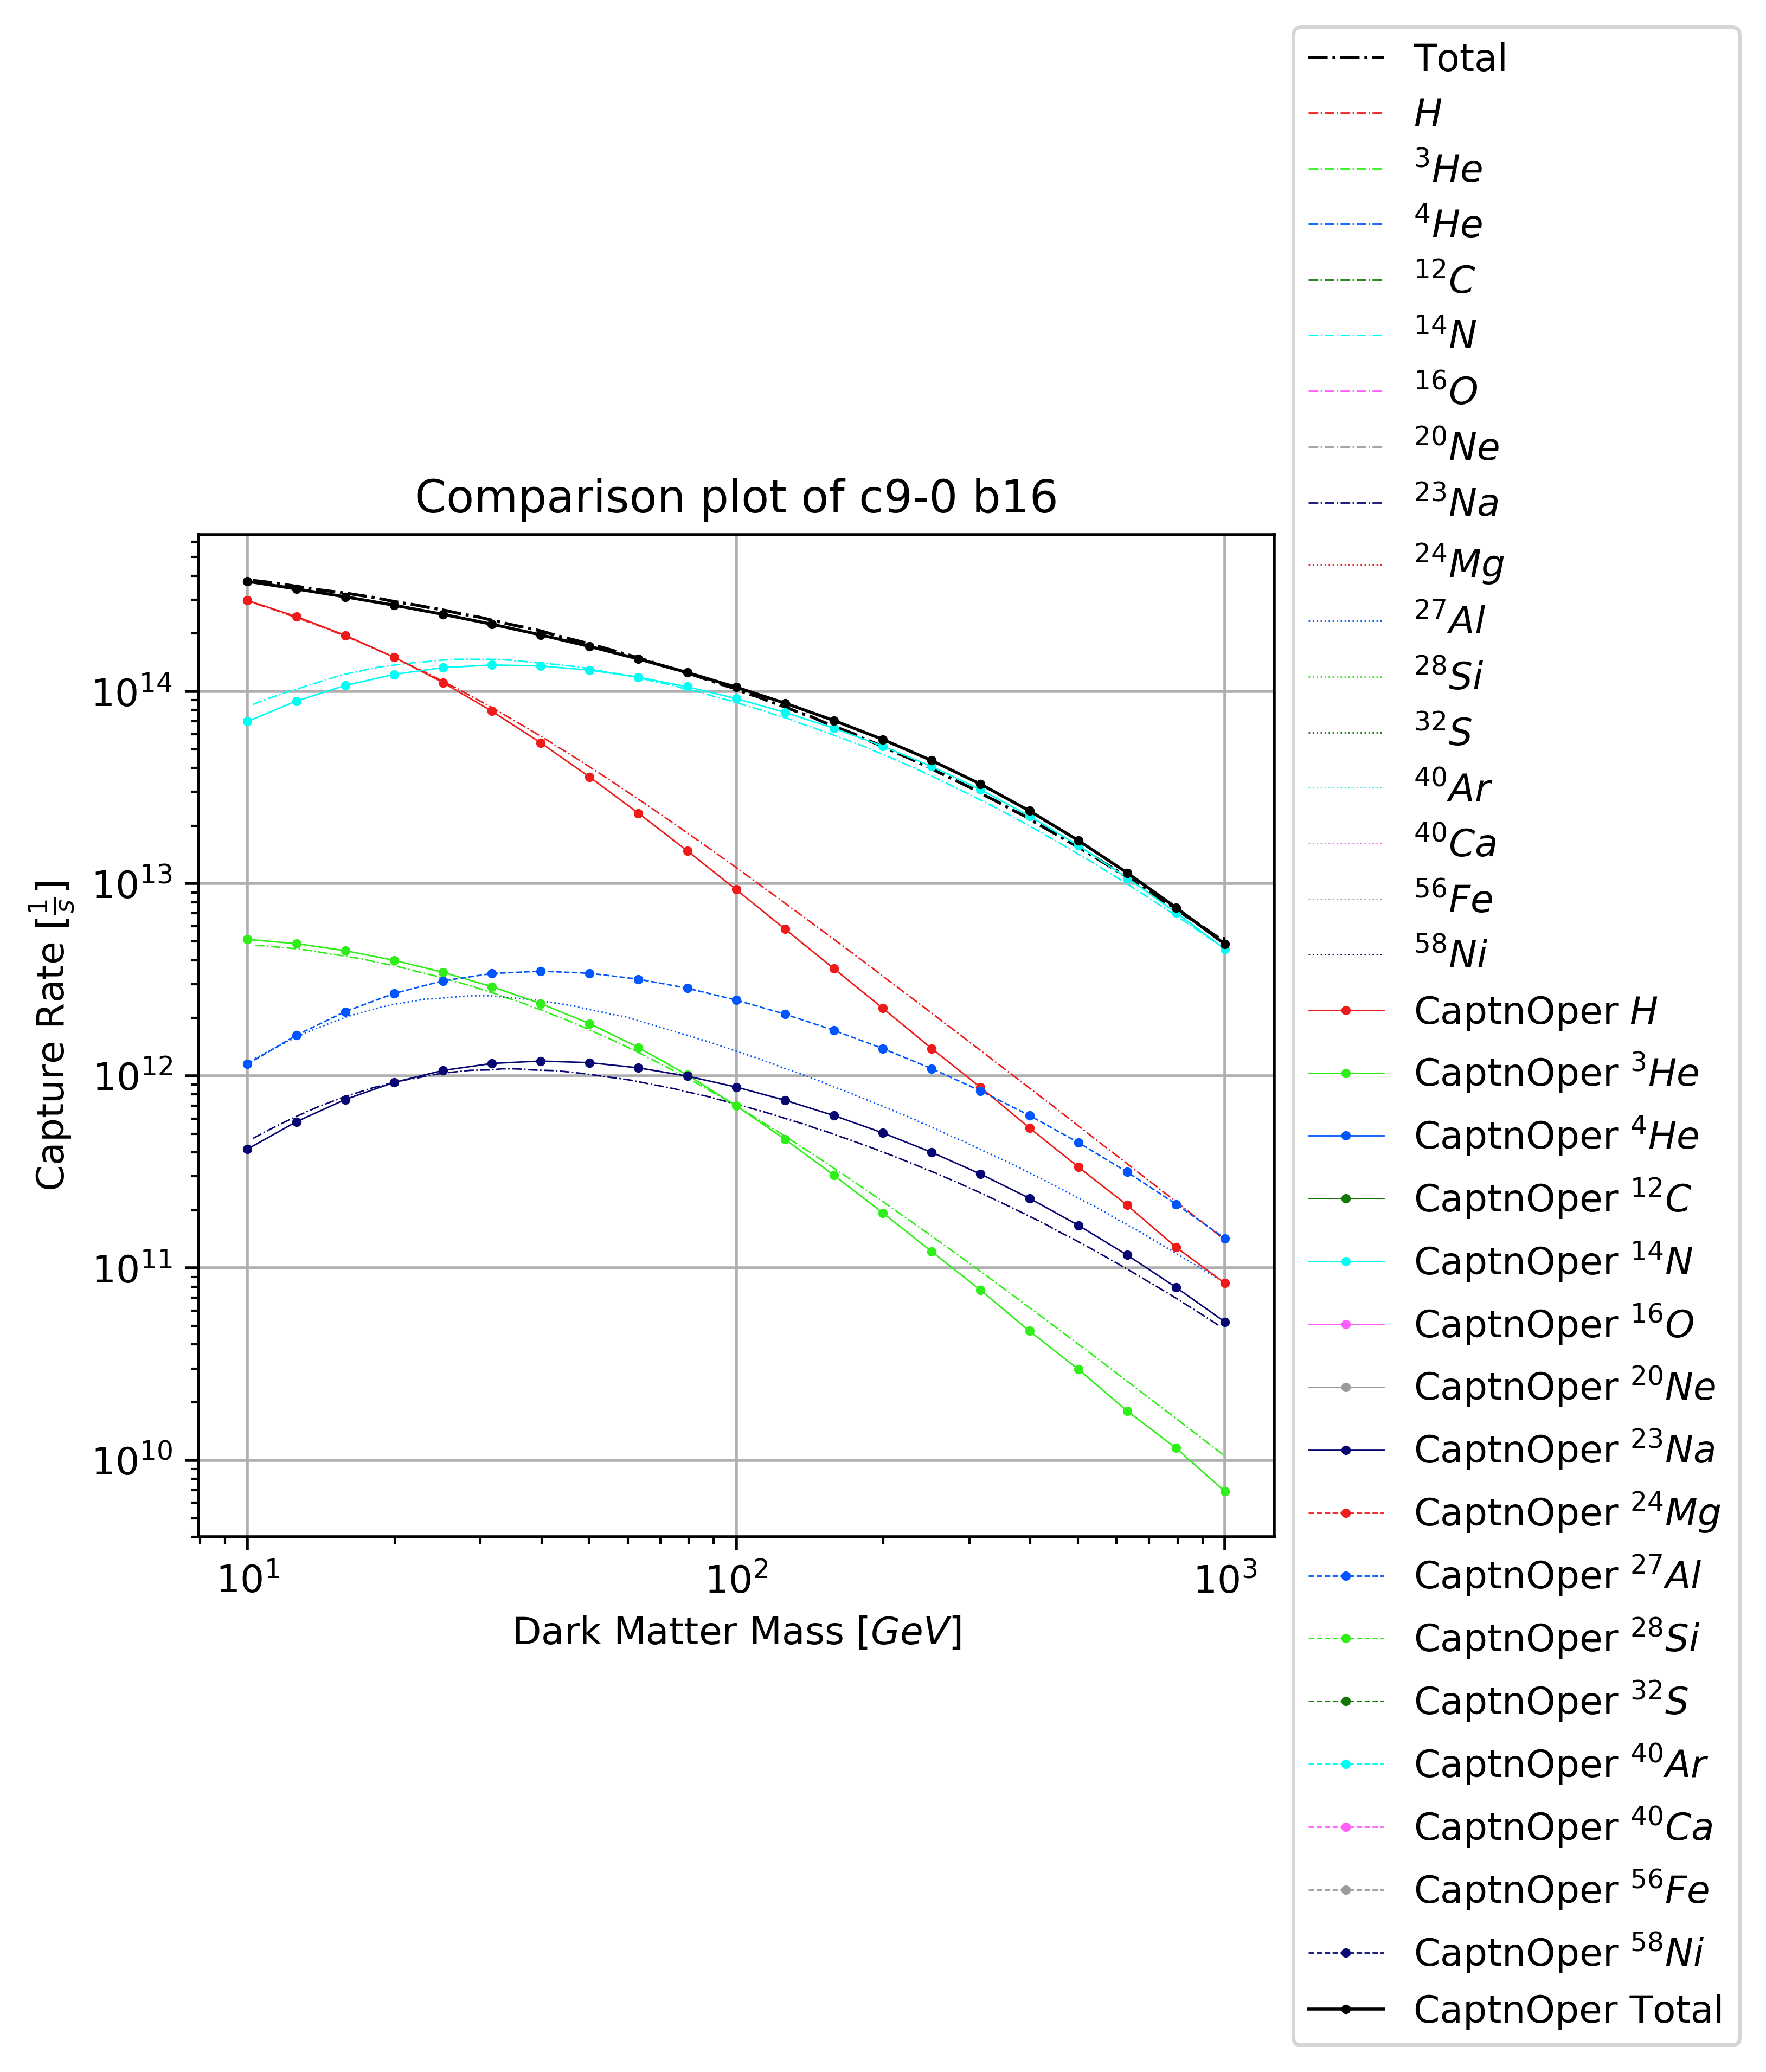 Comparison plot of c9-0 b16
Capture Rate [1/s]
10^14
10^13
10^12
10^11
10^10
10^1
10^2
10^3
Dark Matter Mass [GeV]
Total
H
^3He
^4He
^12C
^14N
^16O
^20Ne
^23Na
^24Mg
^27Al
^28Si
^32S
^40Ar
^40Ca
^56Fe
^58Ni
CaptnOper H
CaptnOper ^3He
CaptnOper ^4He
CaptnOper ^12C
CaptnOper ^14N
CaptnOper ^16O
CaptnOper ^20Ne
CaptnOper ^23Na
CaptnOper ^24Mg
CaptnOper ^27Al
CaptnOper ^28Si
CaptnOper ^32S
CaptnOper ^40Ar
CaptnOper ^40Ca
CaptnOper ^56Fe
CaptnOper ^58Ni
CaptnOper Total